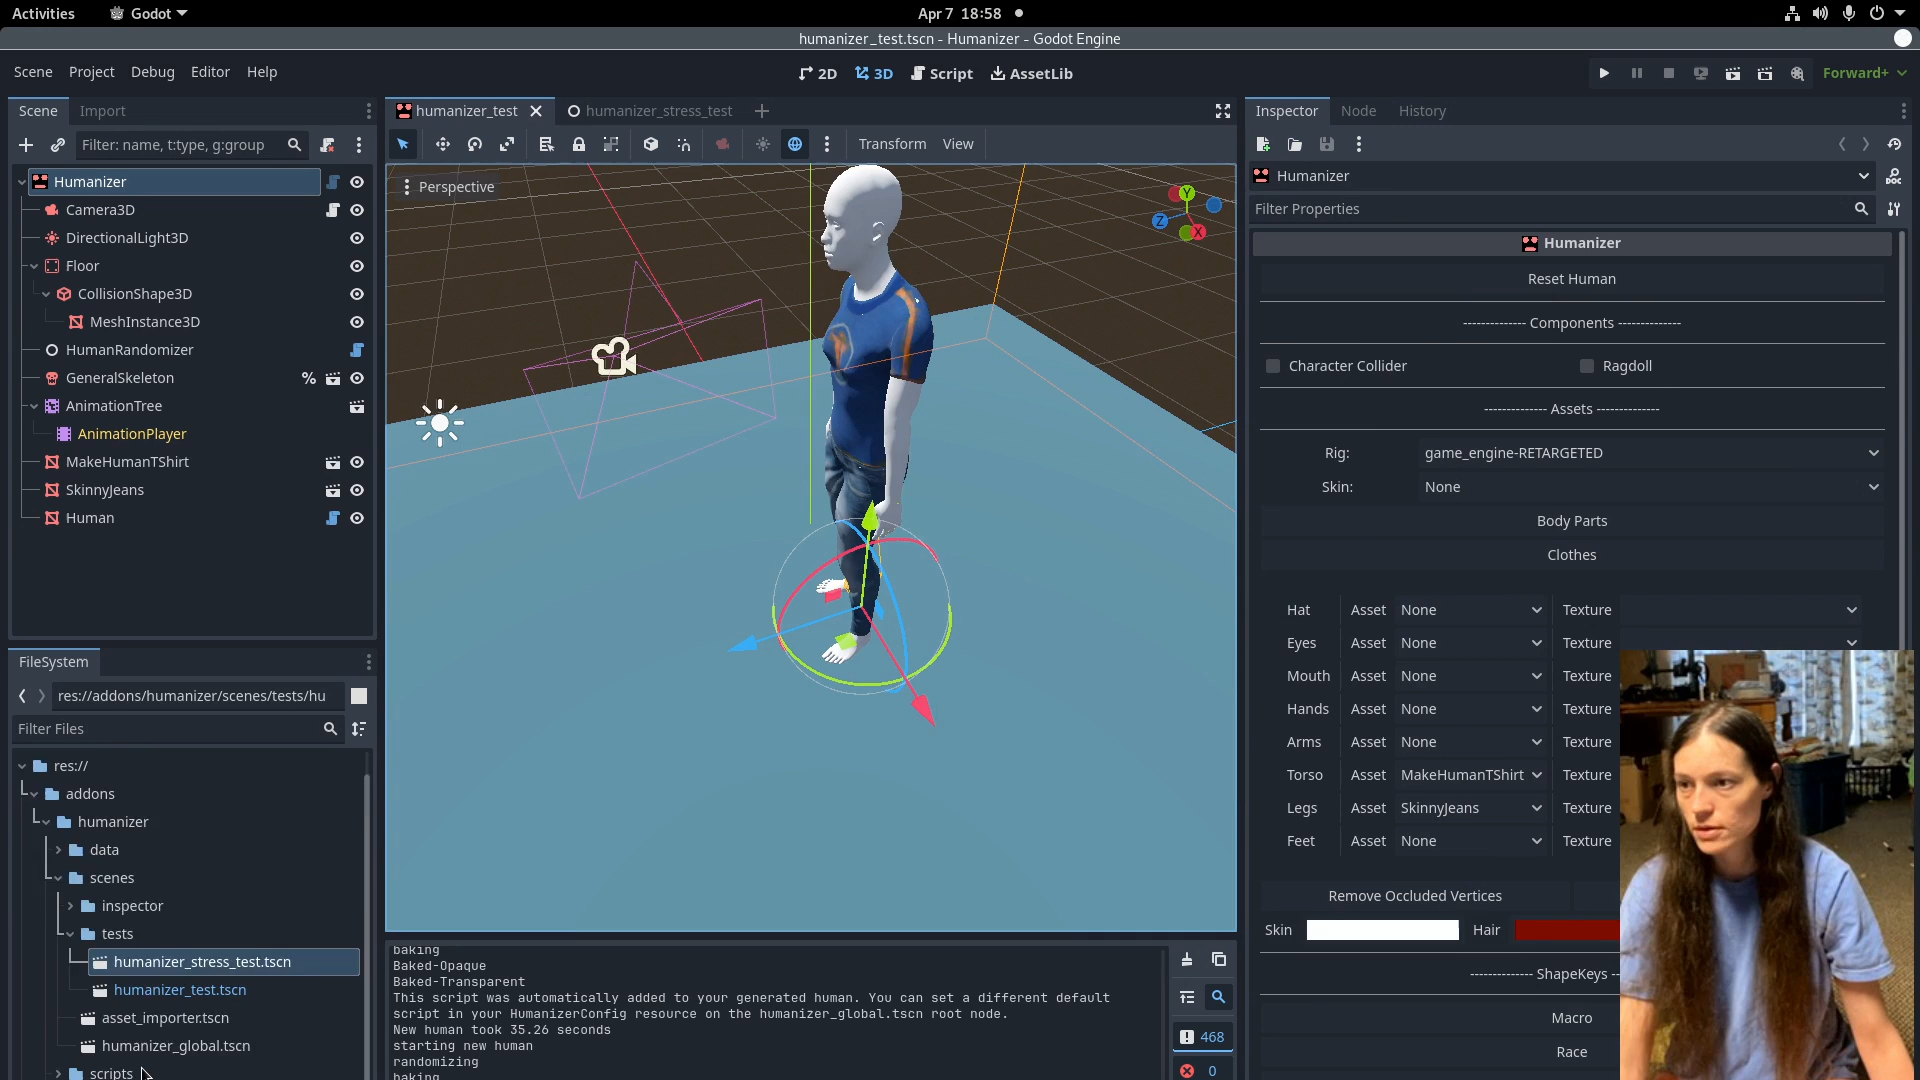 Activities
Godot
Apr 7 18:58
humanizer_test.tscn - Humanizer - Godot Engine
Scene Project Debug Editor Help
2D 3D Script AssetLib
Forward+
Scene Import
humanizer_test
humanizer_stress_test
Inspector Node History
Filter: name, t:type, g:group
Transform View
Humanizer
Camera3D
DirectionalLight3D
Floor
CollisionShape3D
MeshInstance3D
HumanRandomizer
GeneralSkeleton
%
AnimationTree
AnimationPlayer
MakeHumanTShirt
SkinnyJeans
Human
Perspective
Y
Z
X
FileSystem
res://addons/humanizer/scenes/tests/hu
Filter Files
res://
addons
humanizer
data
scenes
inspector
tests
humanizer_stress_test.tscn
humanizer_test.tscn
asset_importer.tscn
humanizer_global.tscn
scripts
baking
Baked-Opaque
Baked-Transparent
This script was automatically added to your generated human. You can set a different default
script in your HumanizerConfig resource on the humanizer_global.tscn root node.
New human took 35.26 seconds
starting new human
randomizing
baking
468
0
Humanizer
Filter Properties
Humanizer
Reset Human
-------------- Components --------------
Character Collider
Ragdoll
-------------- Assets --------------
Rig: game_engine-RETARGETED
Skin: None
Body Parts
Clothes
Hat Asset None Texture
Eyes Asset None Texture
Mouth Asset None Texture
Hands Asset None Texture
Arms Asset None Texture
Torso Asset MakeHumanTShirt Texture
Legs Asset SkinnyJeans Texture
Feet Asset None Texture
Remove Occluded Vertices
Skin Hair
-------------- ShapeKeys --
Macro
Race